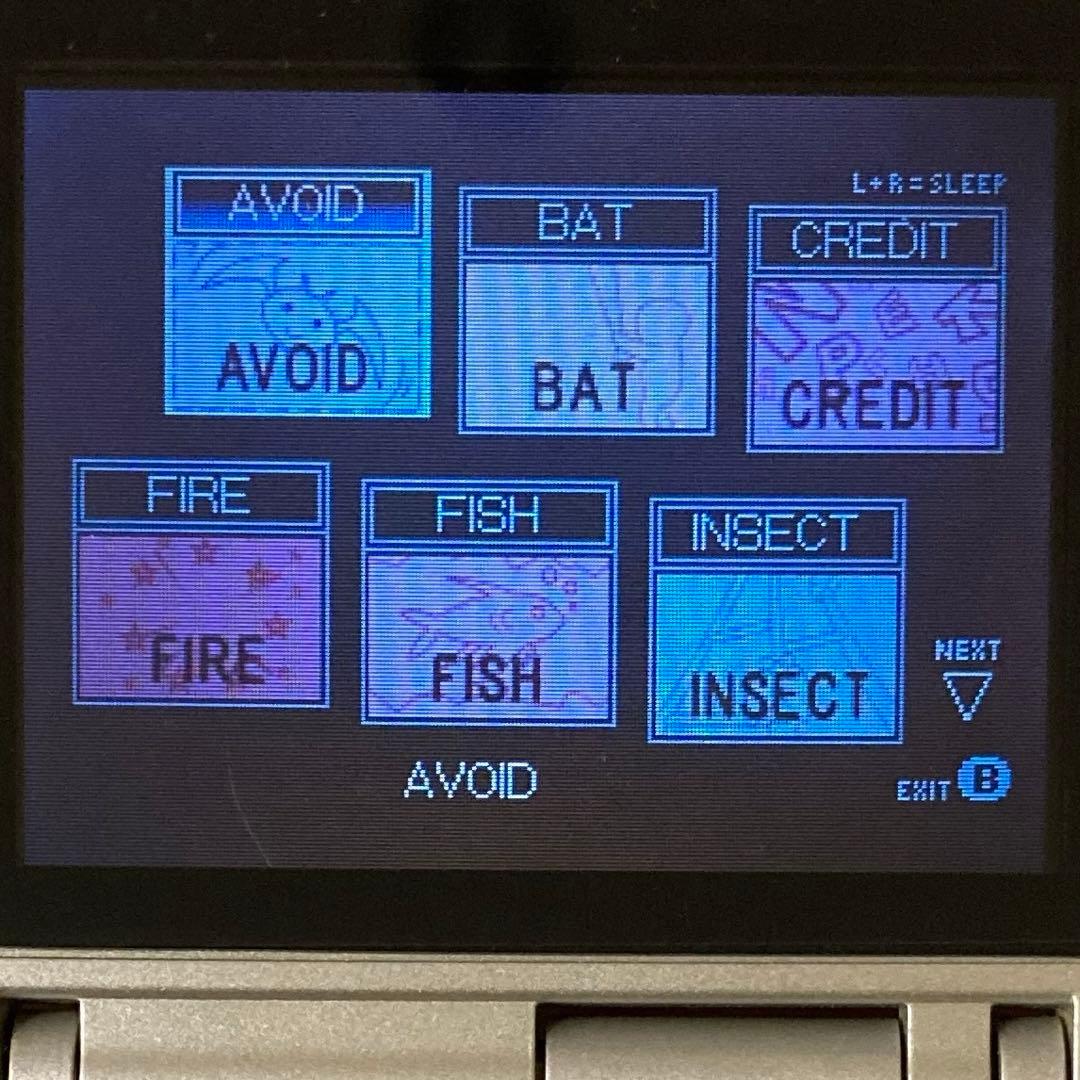 L+R=SLEEP
AVOID
BAT
CREDIT
AVOID
BAT
CREDIT
FIRE
FISH
INSECT
FIRE
FISH
INSECT
NEXT
AVOID
EXIT B